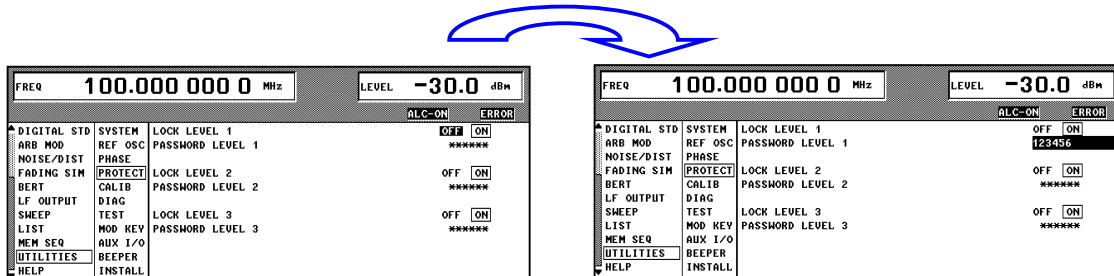 FREQ 100.000 000 0 MHz LEVEL -30.0 dBm
ALC-ON ERROR
DIGITAL STD SYSTEM LOCK LEVEL 1 OFF ON
ARB MOD REF OSC PASSWORD LEVEL 1 ******
NOISE/DIST PHASE
FADING SIM PROTECT LOCK LEVEL 2 OFF ON
BERT CALIB PASSWORD LEVEL 2 ******
LF OUTPUT DIAG
SWEEP TEST LOCK LEVEL 3 OFF ON
LIST MOD KEY PASSWORD LEVEL 3 ******
MEM SEQ AUX I/O
UTILITIES BEEPER
HELP INSTALL
FREQ 100.000 000 0 MHz LEVEL -30.0 dBm
ALC-ON ERROR
DIGITAL STD SYSTEM LOCK LEVEL 1 OFF ON
ARB MOD REF OSC PASSWORD LEVEL 1 123456
NOISE/DIST PHASE
FADING SIM PROTECT LOCK LEVEL 2 OFF ON
BERT CALIB PASSWORD LEVEL 2 ******
LF OUTPUT DIAG
SWEEP TEST LOCK LEVEL 3 OFF ON
LIST MOD KEY PASSWORD LEVEL 3 ******
MEM SEQ AUX I/O
UTILITIES BEEPER
HELP INSTALL